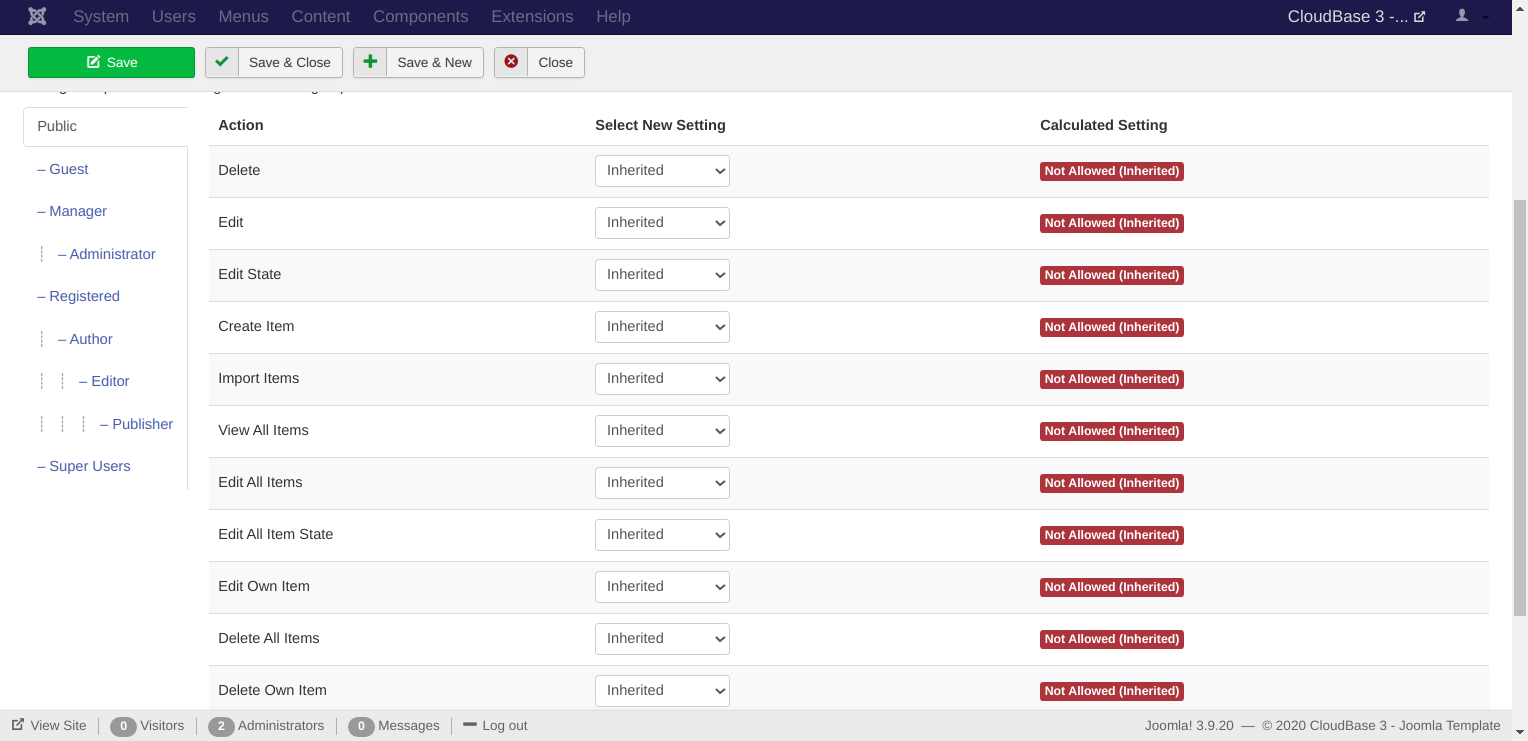 System Users Menus Content Components Extensions Help CloudBase 3 -...
Save Save & Close Save & New Close
Public
– Guest
– Manager
– Administrator
– Registered
– Author
– Editor
– Publisher
– Super Users
Action Select New Setting Calculated Setting
Delete Inherited Not Allowed (Inherited)
Edit Inherited Not Allowed (Inherited)
Edit State Inherited Not Allowed (Inherited)
Create Item Inherited Not Allowed (Inherited)
Import Items Inherited Not Allowed (Inherited)
View All Items Inherited Not Allowed (Inherited)
Edit All Items Inherited Not Allowed (Inherited)
Edit All Item State Inherited Not Allowed (Inherited)
Edit Own Item Inherited Not Allowed (Inherited)
Delete All Items Inherited Not Allowed (Inherited)
Delete Own Item Inherited Not Allowed (Inherited)
View Site 0 Visitors 2 Administrators 0 Messages Log out Joomla! 3.9.20 — © 2020 CloudBase 3 - Joomla Template